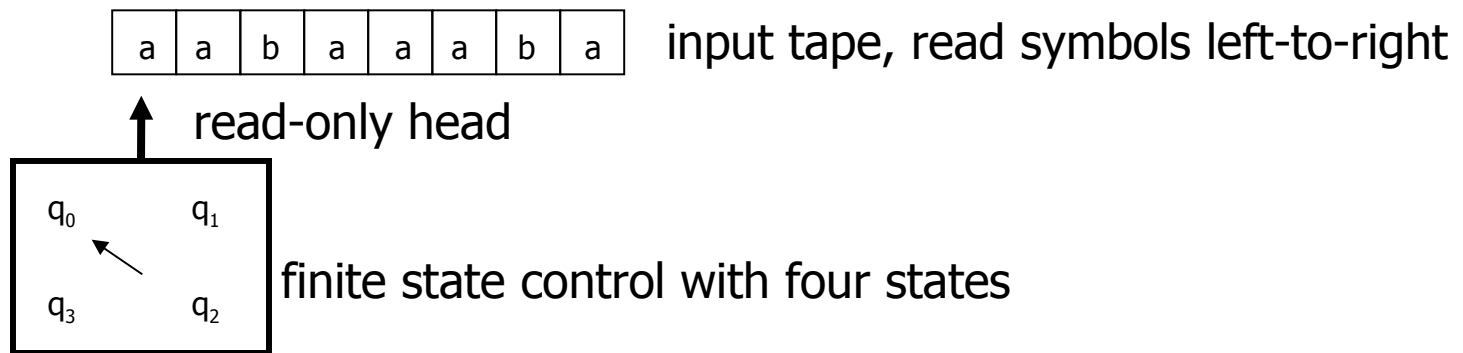 a a b a a a b a input tape, read symbols left-to-right
read-only head
q₀ q₁
finite state control with four states
q₃ q₂